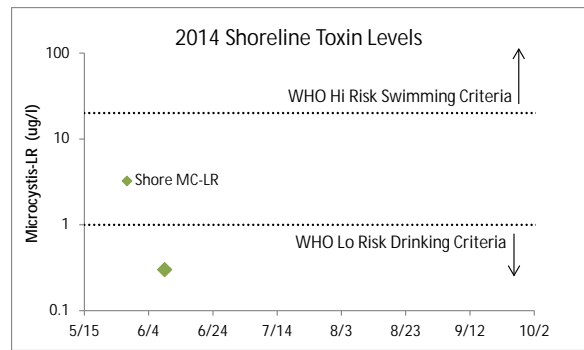 2014 Shoreline Toxin Levels
100
WHO Hi Risk Swimming Criteria
10
Shore MC-LR
1
WHO Lo Risk Drinking Criteria
0.1
Microcystis-LR (ug/l)
5/15 6/4 6/24 7/14 8/3 8/23 9/12 10/2